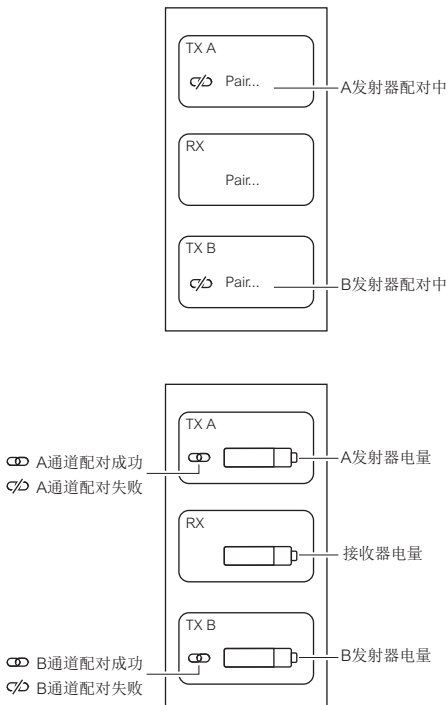 TX A
Pair...
A发射器配对中
RX
Pair...
TX B
Pair...
B发射器配对中
TX A
A通道配对成功
A通道配对失败
A发射器电量
RX
接收器电量
TX B
B通道配对成功
B通道配对失败
B发射器电量